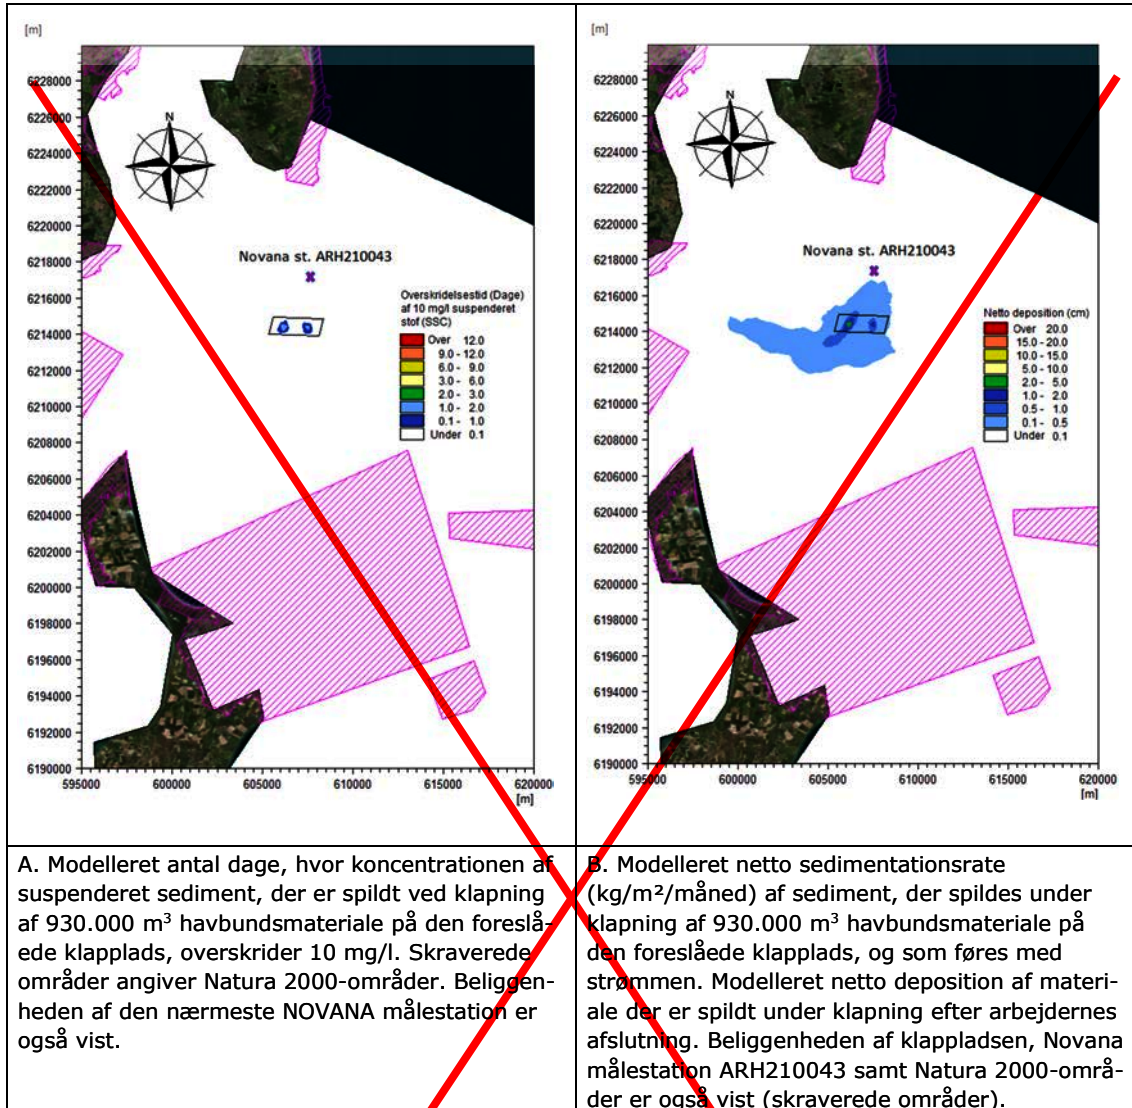 [m]
6228000
6226000
6224000
6222000
6220000
6218000
6216000
6214000
6212000
6210000
6208000
6206000
6204000
6202000
6200000
6198000
6196000
6194000
6192000
6190000
595000 600000 605000 610000 615000 620000
[m]
N
Novana st. ARH210043
Overskridelsestid (Dage)
af 10 mg/l suspenderet
stof (SSC)
Over 12.0
9.0 - 12.0
6.0 - 9.0
3.0 - 6.0
2.0 - 3.0
1.0 - 2.0
0.1 - 1.0
Under 0.1
[m]
6228000
6226000
6224000
6222000
6220000
6218000
6216000
6214000
6212000
6210000
6208000
6206000
6204000
6202000
6200000
6198000
6196000
6194000
6192000
6190000
595000 600000 605000 610000 615000 620000
[m]
N
Novana st. ARH210043
Netto deposition (cm)
Over 20.0
15.0 - 20.0
10.0 - 15.0
5.0 - 10.0
2.0 - 5.0
1.0 - 2.0
0.5 - 1.0
0.1 - 0.5
Under 0.1
A. Modelleret antal dage, hvor koncentrationen af
suspenderet sediment, der er spildt ved klapning
af 930.000 m³ havbundsmateriale på den foreslå-
ede klapplads, overskrider 10 mg/l. Skraverede
områder angiver Natura 2000-områder. Beliggen-
heden af den nærmeste NOVANA målestation er
også vist.
B. Modelleret netto sedimentationsrate
(kg/m²/måned) af sediment, der spildes under
klapning af 930.000 m³ havbundsmateriale på
den foreslåede klapplads, og som føres med
strømmen. Modelleret netto deposition af materi-
ale der er spildt under klapning efter arbejdernes
afslutning. Beliggenheden af klappladsen, Novana
målestation ARH210043 samt Natura 2000-områ-
der er også vist (skraverede områder).